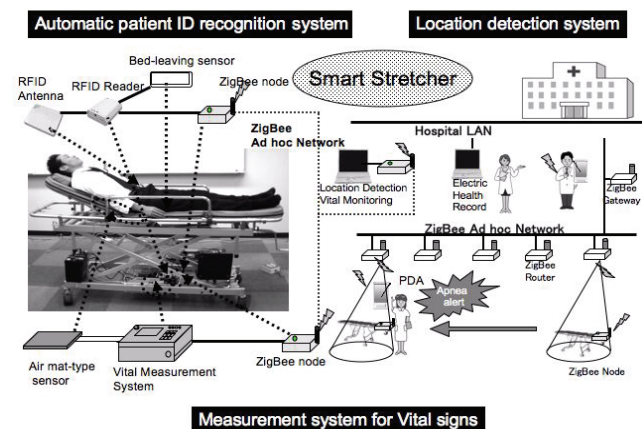 Automatic patient ID recognition system
Location detection system
Bed-leaving sensor
RFID
Antenna
RFID Reader
ZigBee node
Smart Stretcher
ZigBee
Ad hoc Network
Hospital LAN
Location Detection
Vital Monitoring
Electric
Health
Record
ZigBee
Gateway
ZigBee Ad hoc Network
PDA
Apnea
alert
ZigBee
Router
Air mat-type
sensor
Vital Measurement
System
ZigBee node
ZigBee Node
Measurement system for Vital signs